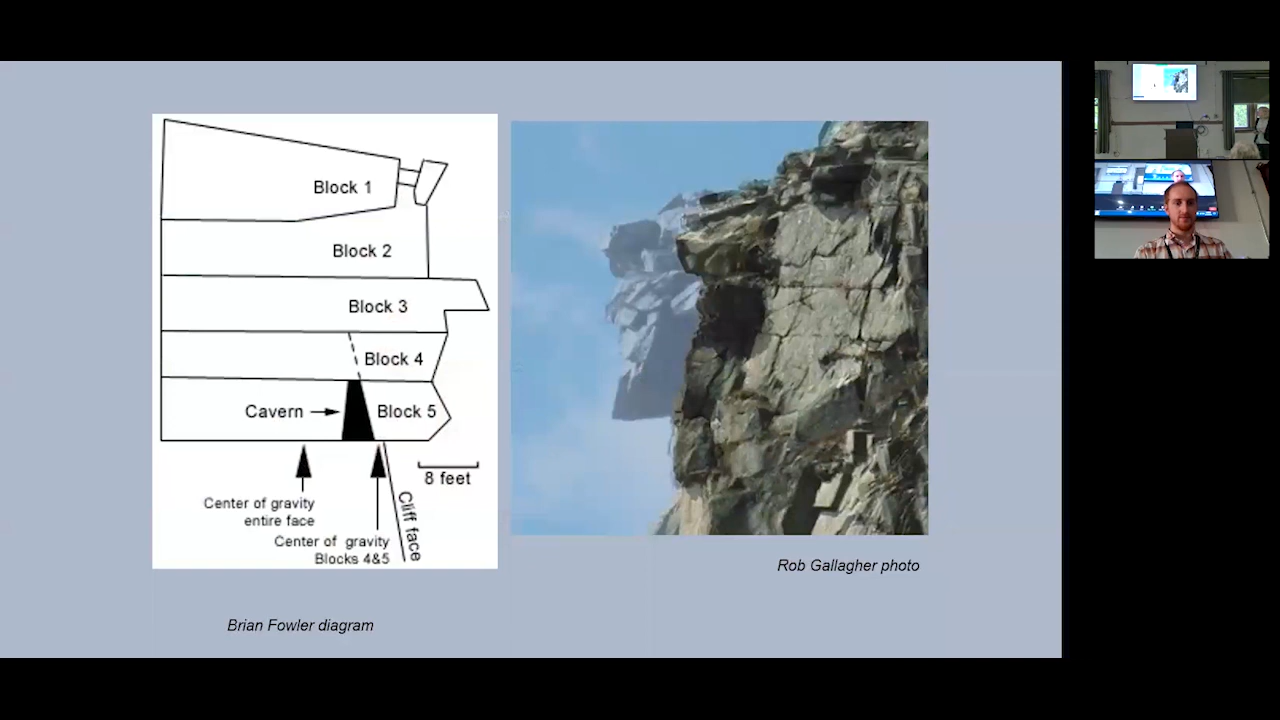 Block 1
Block 2
Block 3
Block 4
Cavern
Block 5
8 feet
Center of gravity
entire face
Center of gravity
Blocks 4&5
Cliff face
Rob Gallagher photo
Brian Fowler diagram